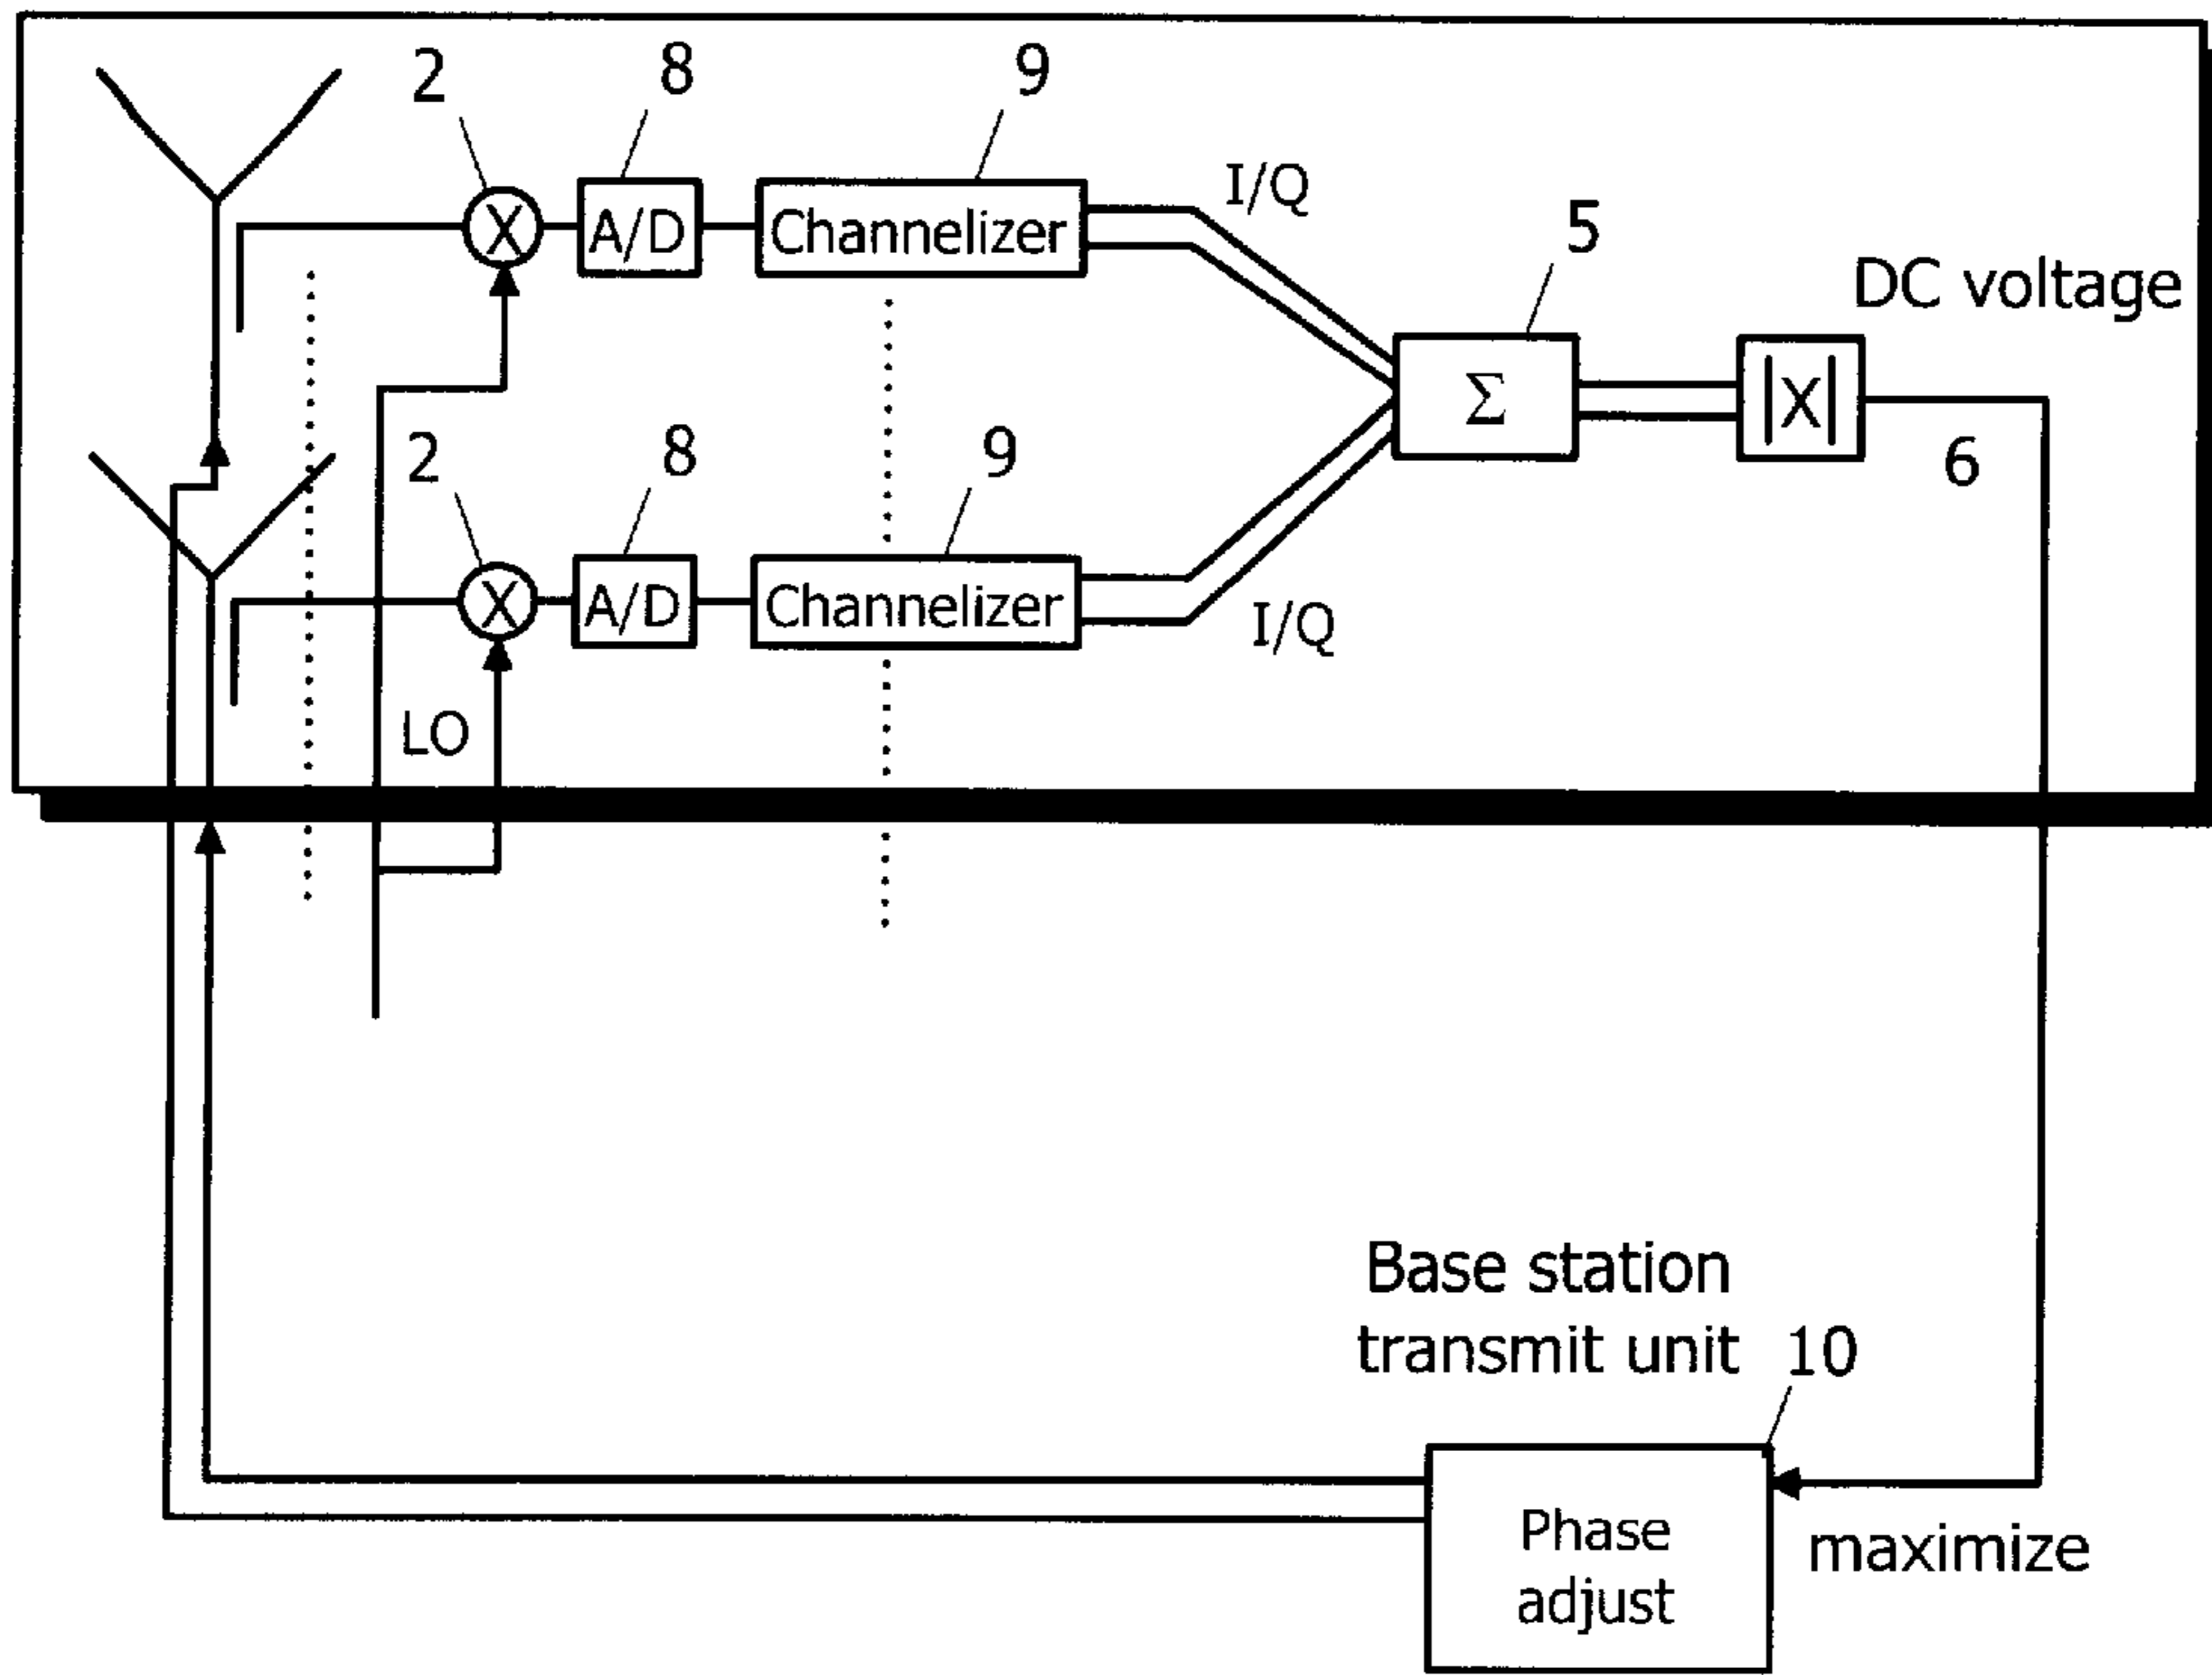 2
8
9
I/Q
X
A/D
Channelizer
5
DC voltage
Σ
|X|
6
2
8
9
X
A/D
Channelizer
I/Q
LO
Base station
transmit unit 10
Phase
adjust
maximize